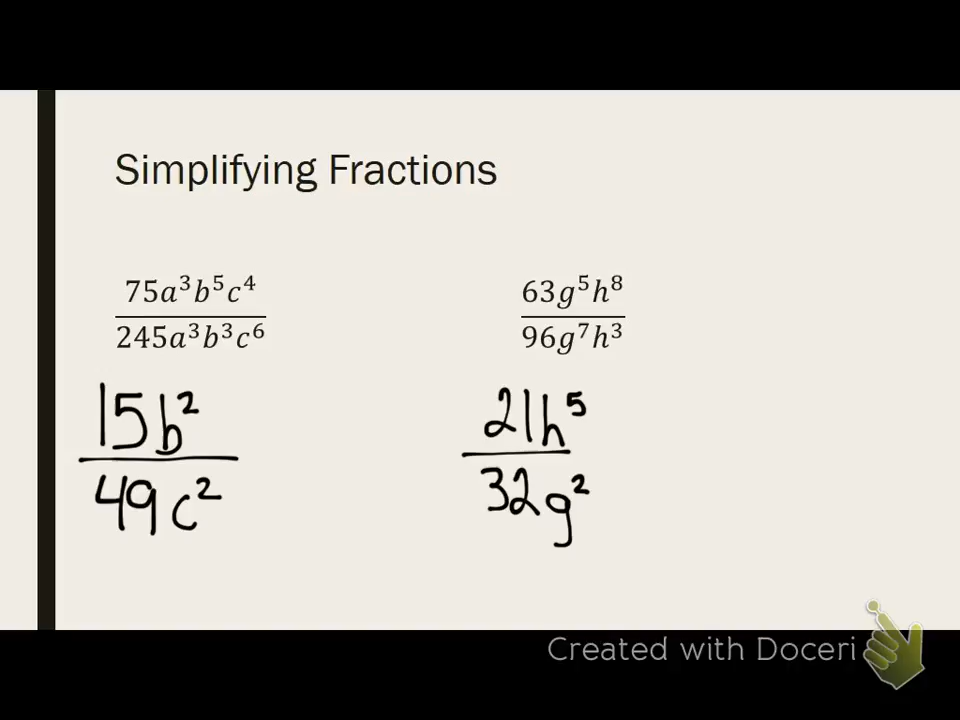 Simplifying Fractions
75a³b⁵c⁴ 63g⁵h⁸
245a³b³c⁶ 96g⁷h³
15b² 21h⁵
49c² 32g²
Created with Doceri